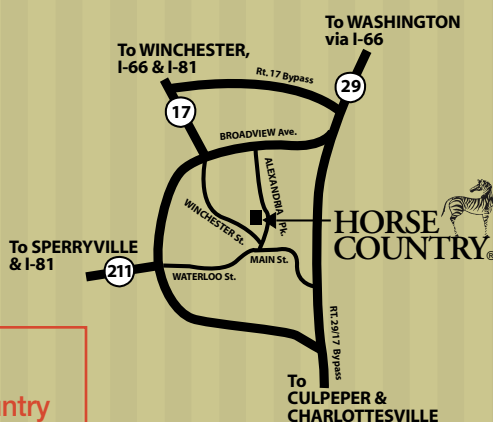 To WASHINGTON
via I-66
To WINCHESTER,
I-66 & I-81
Rt. 17 Bypass
29
17
BROADVIEW Ave.
ALEXANDRIA Pk.
WINCHESTER St.
HORSE
COUNTRY®
To SPERRYVILLE
& I-81
211
MAIN St.
WATERLOO St.
RT. 29/17 Bypass
To
CULPEPER &
CHARLOTTESVILLE